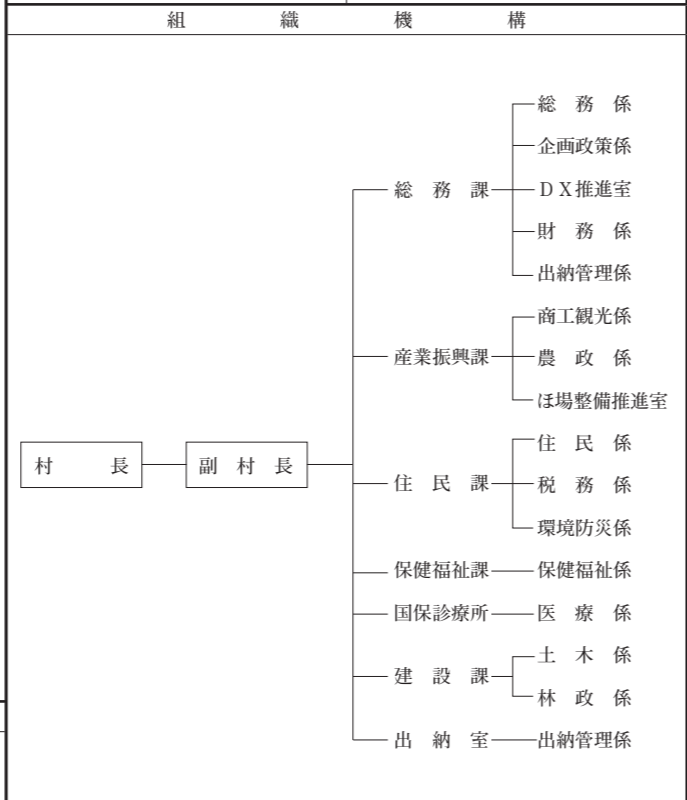 組織機構
総務係
企画政策係
総務課 ＤＸ推進室
財務係
出納管理係
商工観光係
産業振興課 農政係
ほ場整備推進室
住民係
村長 副村長
住民課 税務係
環境防災係
保健福祉課 保健福祉係
国保診療所 医療係
土木係
建設課
林政係
出納室 出納管理係